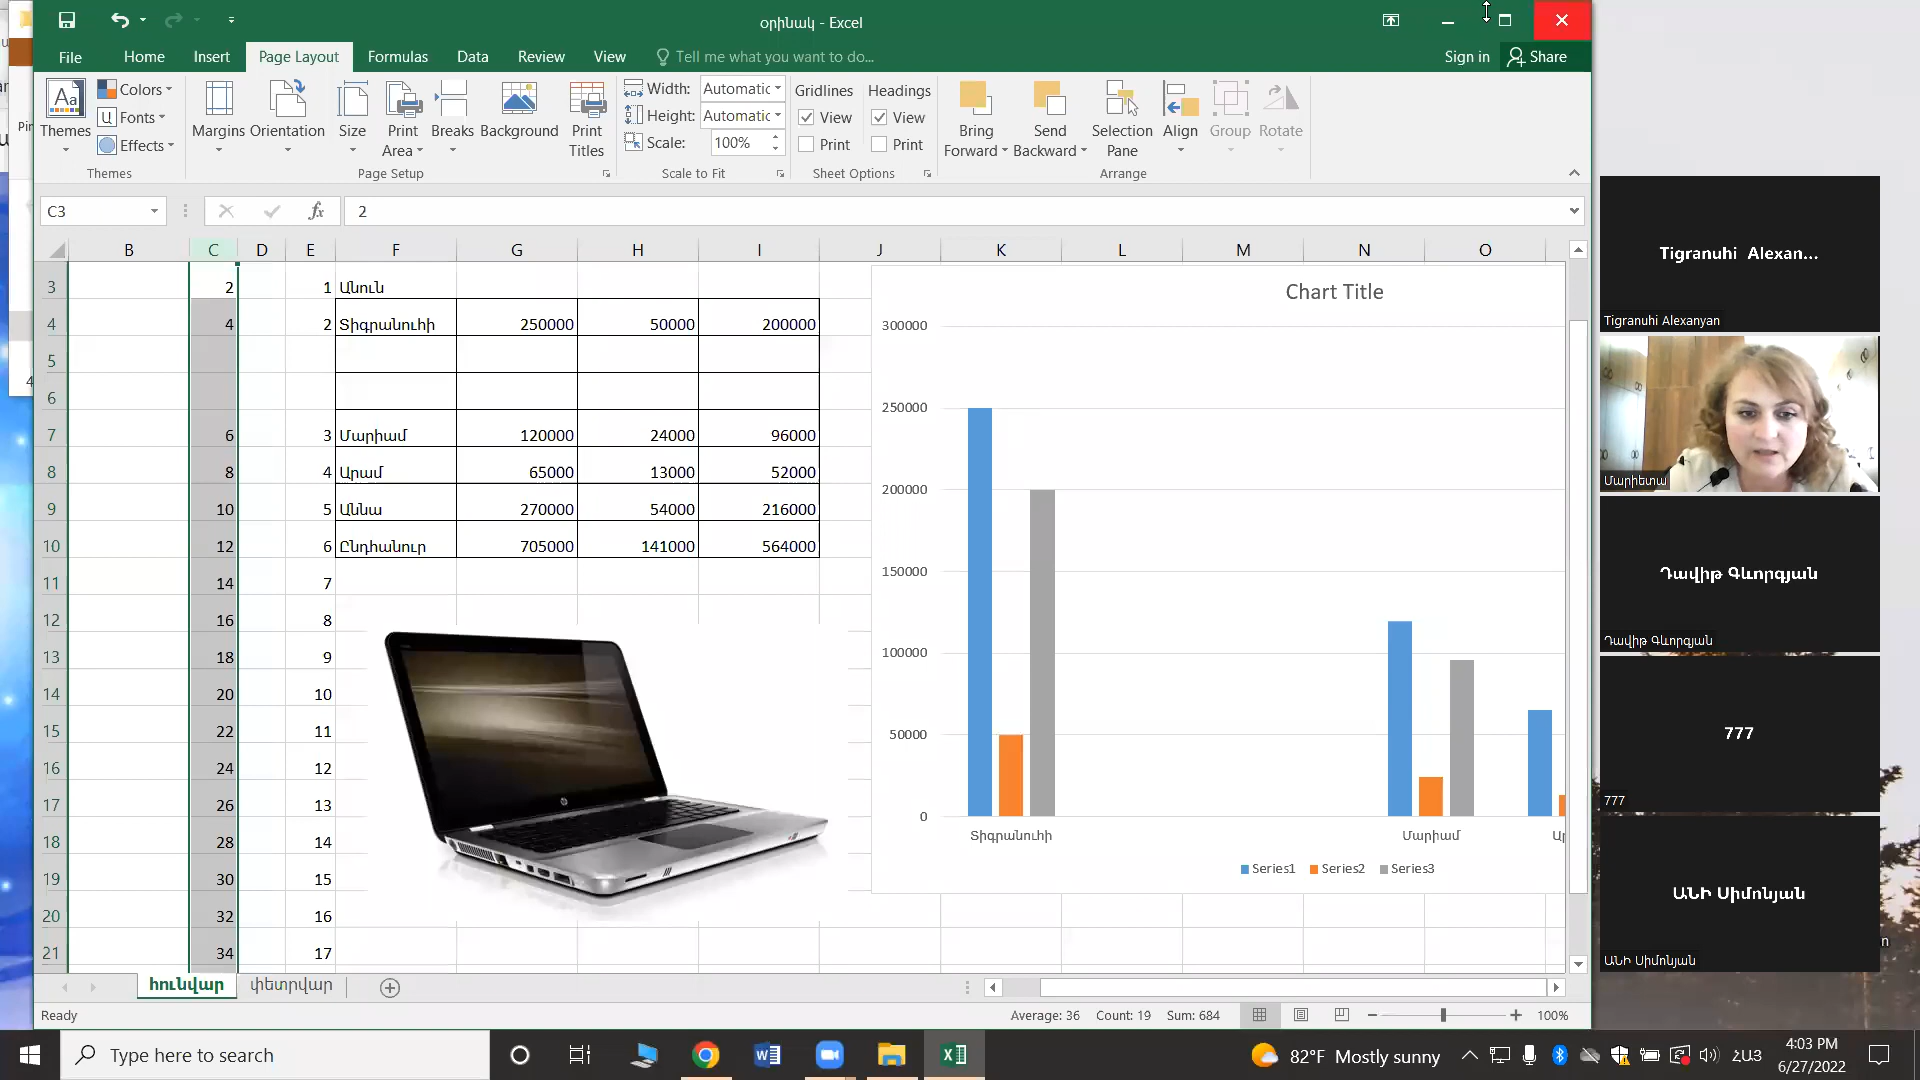 օրինակ - Excel
File Home Insert Page Layout Formulas Data Review View Tell me what you want to do... Sign in Share
Themes Colors Fonts Effects
Margins Orientation Size Print Area Breaks Background Print Titles
Width: Automatic
Height: Automatic
Scale: 100%
Gridlines View Print
Headings View Print
Bring Forward Send Backward Selection Pane Align Group Rotate
Themes Page Setup Scale to Fit Sheet Options Arrange
C3 fx 2
B C D E F G H I J K L M N O
3 2 1 Անուն
4 4 2 Տիգրանուհի 250000 50000 200000
5
6
7 6 3 Մարիամ 120000 24000 96000
8 8 4 Արամ 65000 13000 52000
9 10 5 Աննա 270000 54000 216000
10 12 6 Ընդհանուր 705000 141000 564000
11 14 7
12 16 8
13 18 9
14 20 10
15 22 11
16 24 12
17 26 13
18 28 14
19 30 15
20 32 16
21 34 17
Chart Title
300000
250000
200000
150000
100000
50000
0
Տիգրանուհի Մարիամ Ար
Series1 Series2 Series3
հունվար փետրվար
Ready Average: 36 Count: 19 Sum: 684 100%
Type here to search 82°F Mostly sunny ՀԱՅ 4:03 PM
6/27/2022
Tigranuhi Alexan...
Tigranuhi Alexanyan
Մարիետա
Դավիթ Գևորգյան
Դավիթ Գևորգյան
777
777
ԱՆԻ Սիմոնյան
ԱՆԻ Սիմոնյան